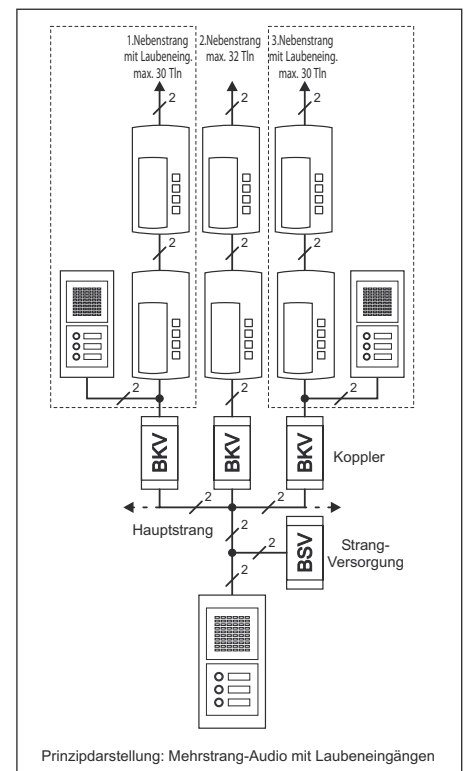 1.Nebenstrang
mit Laubeneing.
max. 30 Tln
2.Nebenstrang
max. 32 Tln
3.Nebenstrang
mit Laubeneing.
max. 30 Tln
2
2
2
2
2
2
2
2
2
BKV
BKV
BKV
Koppler
2
2
Hauptstrang
2
2
BSV
Strang-
Versorgung
2
Prinzipdarstellung: Mehrstrang-Audio mit Laubeneingängen